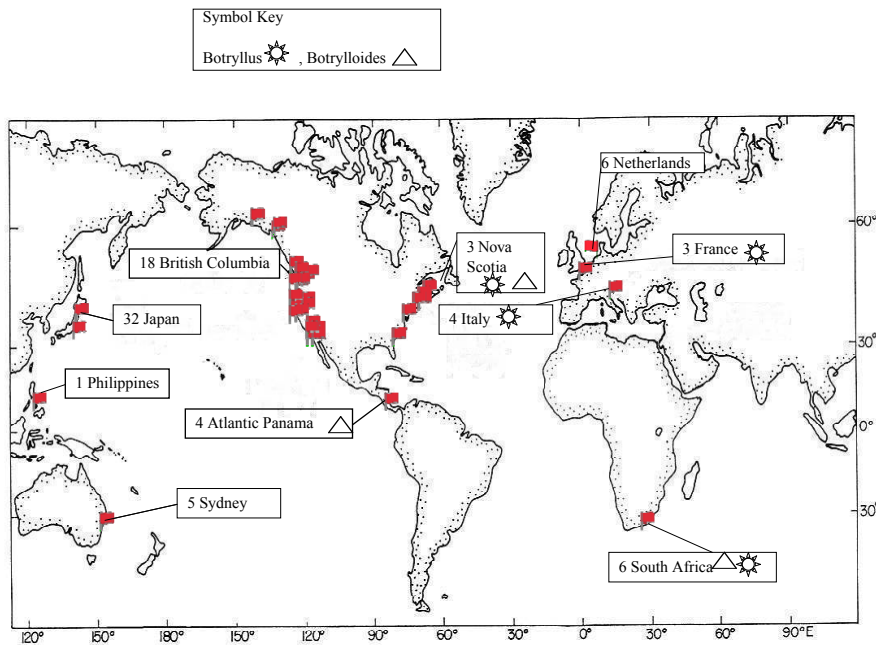 Symbol Key
Botryllus , Botrylloides
6 Netherlands
60°
3 Nova
Scotia
3 France
18 British Columbia
32 Japan
4 Italy
30°
1 Philippines
4 Atlantic Panama
0°
5 Sydney
30°
6 South Africa
120° 150° 180° 150° 120° 90° 60° 30° 0° 30° 60° 90°E